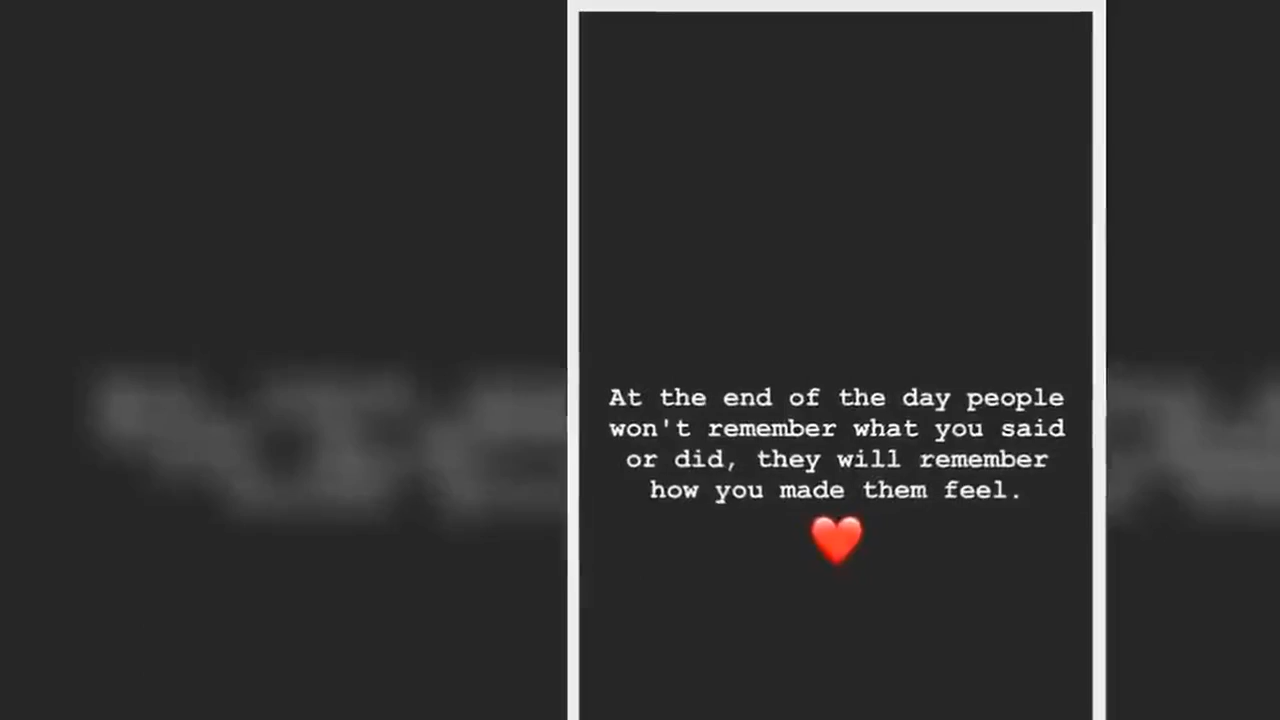 At the end of the day people
won't remember what you said
or did, they will remember
how you made them feel.
❤️